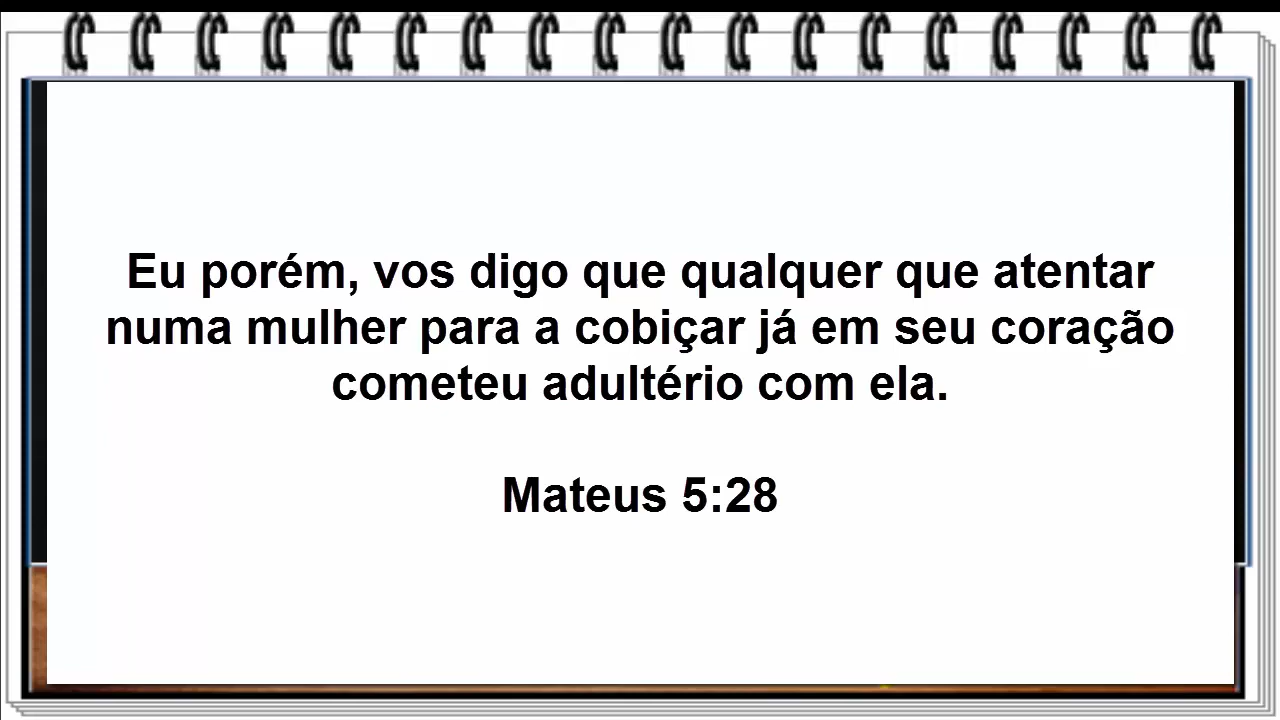 Eu porém, vos digo que qualquer que atentar
numa mulher para a cobiçar já em seu coração
cometeu adultério com ela.
Mateus 5:28